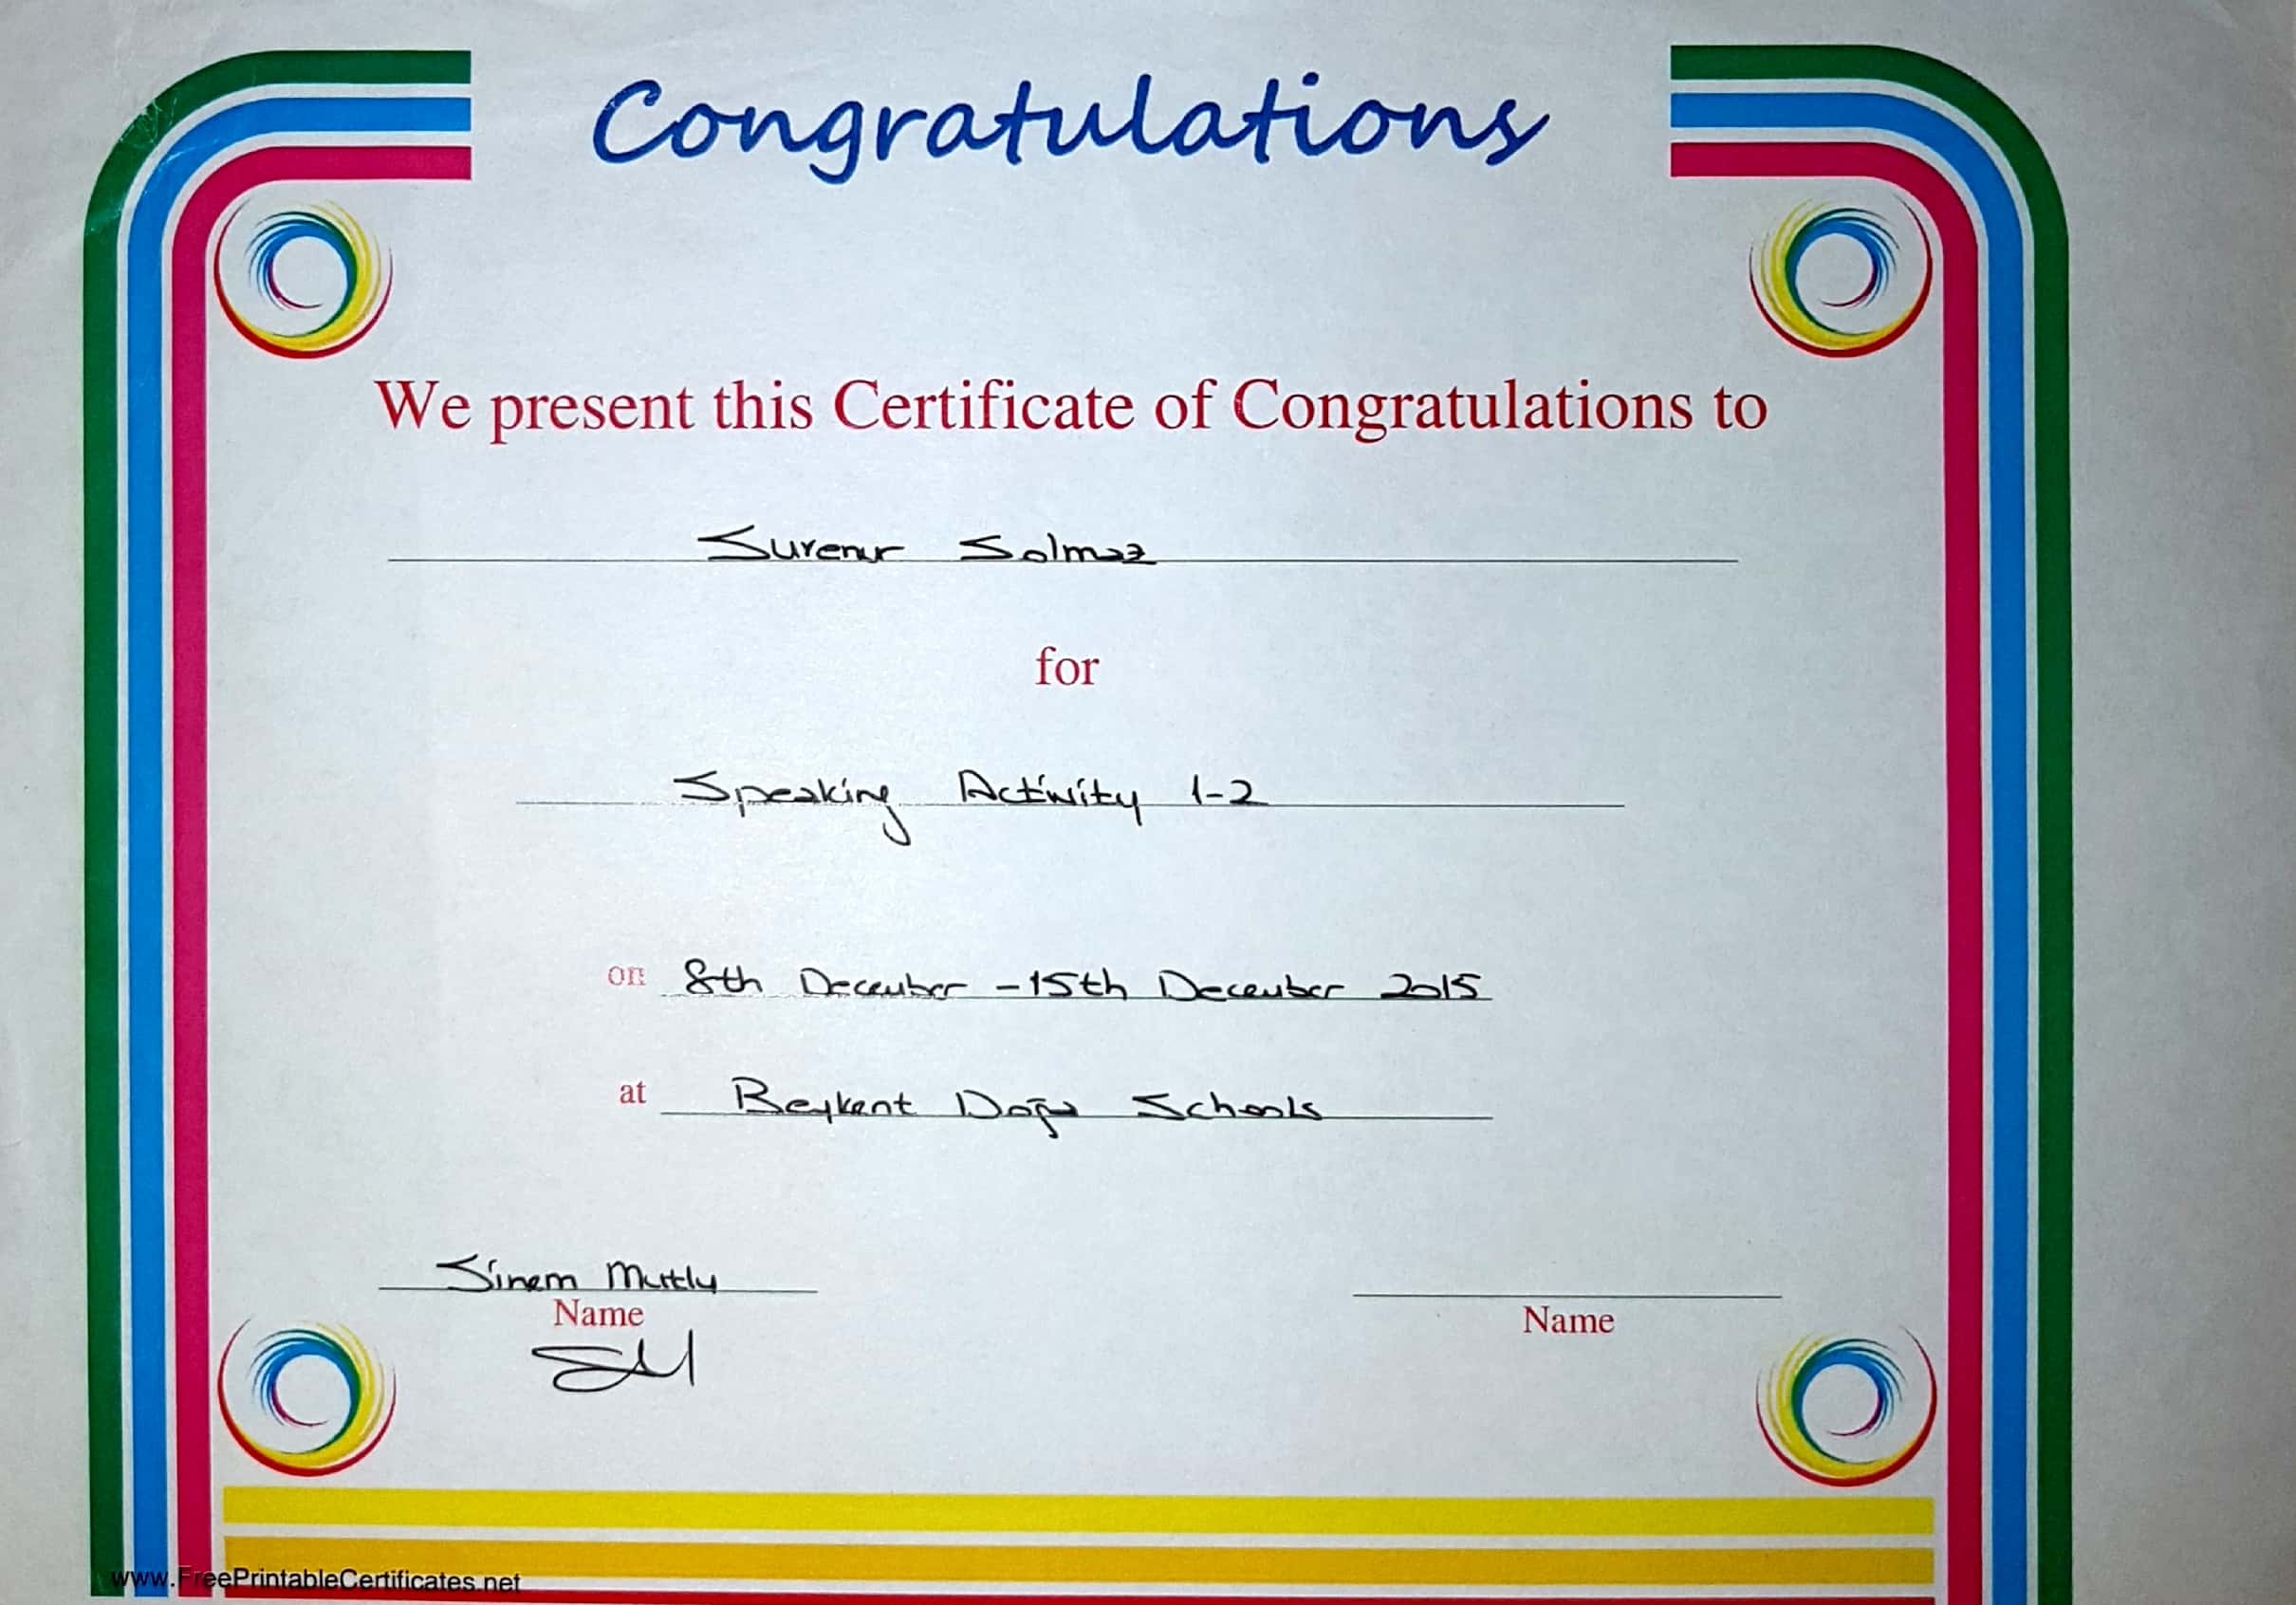 Congratulations
We present this Certificate of Congratulations to
Surenur Solmaz
for
Speaking Activity 1-2
on 8th December - 15th December 2015
at Beykent Doğa Schools
Sinem Mutlu
Name
Name
www.FreePrintableCertificates.net